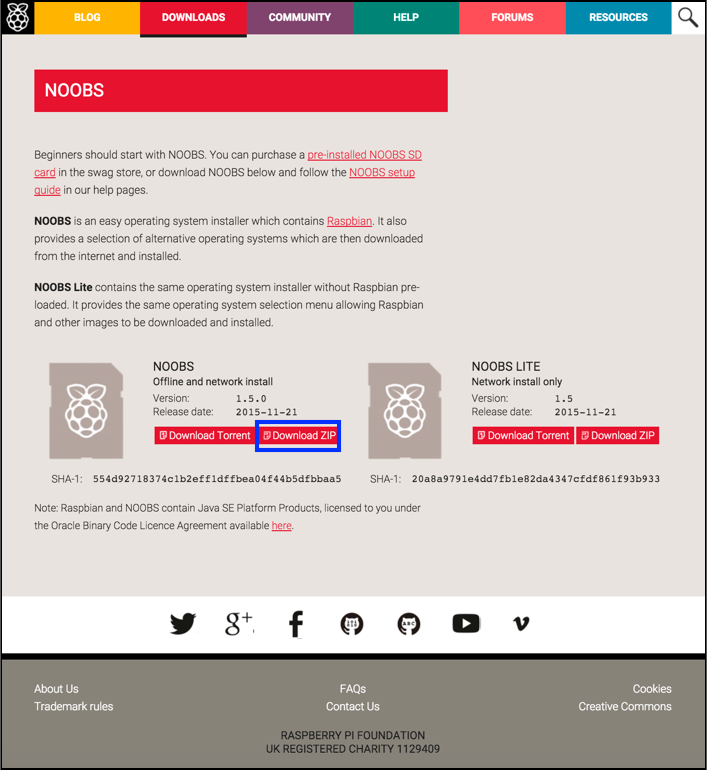 BLOG DOWNLOADS COMMUNITY HELP FORUMS RESOURCES
NOOBS
Beginners should start with NOOBS. You can purchase a pre-installed NOOBS SD
card in the swag store, or download NOOBS below and follow the NOOBS setup
guide in our help pages.
NOOBS is an easy operating system installer which contains Raspbian. It also
provides a selection of alternative operating systems which are then downloaded
from the internet and installed.
NOOBS Lite contains the same operating system installer without Raspbian pre-
loaded. It provides the same operating system selection menu allowing Raspbian
and other images to be downloaded and installed.
NOOBS
Offline and network install
Version: 1.5.0
Release date: 2015-11-21
Download Torrent Download ZIP
SHA-1: 554d92718374c1b2eff1dffbea04f44b5dfbbaa5
NOOBS LITE
Network install only
Version: 1.5
Release date: 2015-11-21
Download Torrent Download ZIP
SHA-1: 20a8a9791e4dd7fb1e82da4347cfdf861f93b933
Note: Raspbian and NOOBS contain Java SE Platform Products, licensed to you under
the Oracle Binary Code Licence Agreement available here.
About Us FAQs Cookies
Trademark rules Contact Us Creative Commons
RASPBERRY PI FOUNDATION
UK REGISTERED CHARITY 1129409